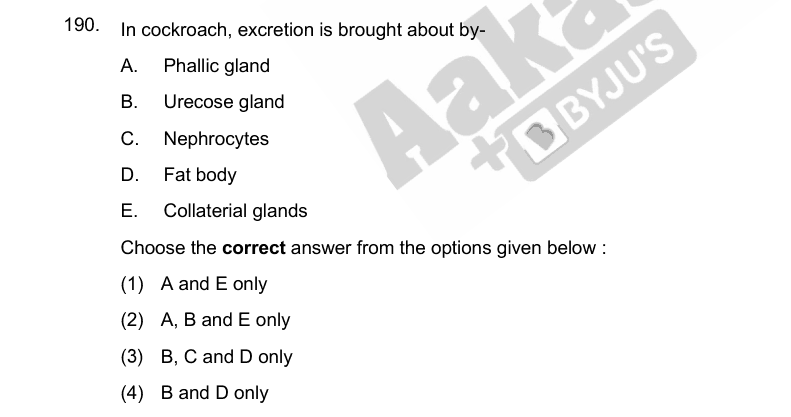 190. In cockroach, excretion is brought about by-
A. Phallic gland
B. Urecose gland
C. Nephrocytes
D. Fat body
E. Collaterial glands
Choose the correct answer from the options given below :
(1) A and E only
(2) A, B and E only
(3) B, C and D only
(4) B and D only
Aaka
+ B BYJU'S